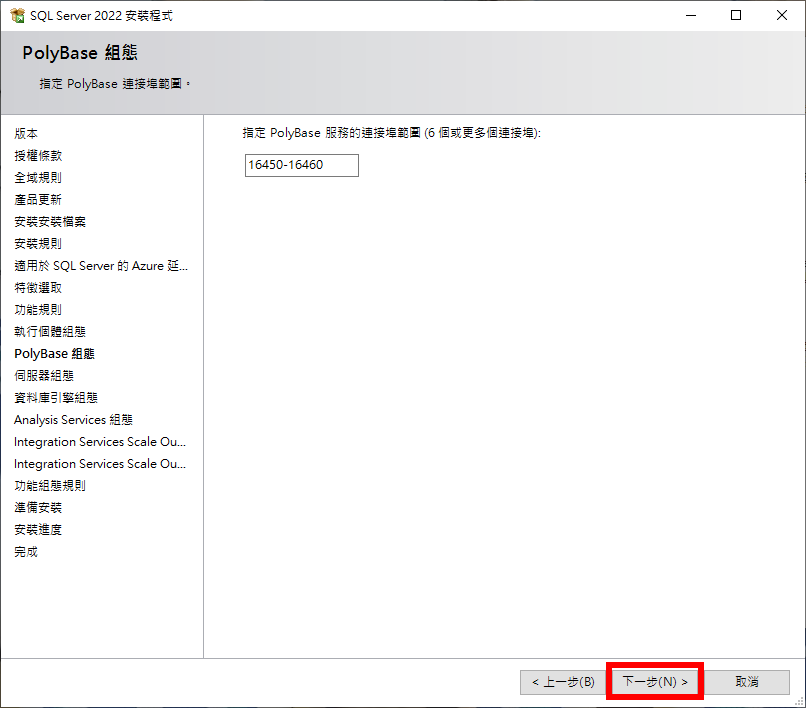 SQL Server 2022 安裝程式
PolyBase 組態
指定 PolyBase 連接埠範圍。
版本
授權條款
全域規則
產品更新
安裝安裝檔案
安裝規則
適用於 SQL Server 的 Azure 延...
特徵選取
功能規則
執行個體組態
PolyBase 組態
伺服器組態
資料庫引擎組態
Analysis Services 組態
Integration Services Scale Ou...
Integration Services Scale Ou...
功能組態規則
準備安裝
安裝進度
完成
指定 PolyBase 服務的連接埠範圍 (6 個或更多個連接埠):
16450-16460
< 上一步(B)
下一步(N) >
取消